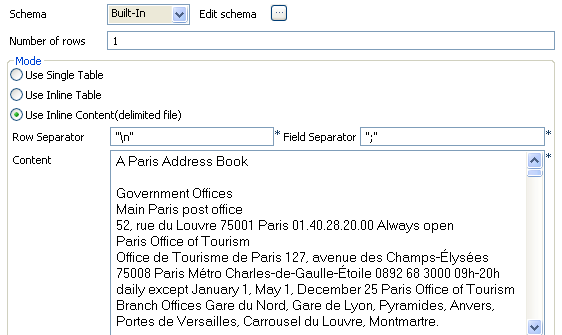 Schema Built-In Edit schema ...
Number of rows 1
Mode
Use Single Table
Use Inline Table
Use Inline Content(delimited file)
Row Separator "\n" * Field Separator ";" *
Content A Paris Address Book *
Government Offices
Main Paris post office
52, rue du Louvre 75001 Paris 01.40.28.20.00 Always open
Paris Office of Tourism
Office de Tourisme de Paris 127, avenue des Champs-Élysées
75008 Paris Métro Charles-de-Gaulle-Étoile 0892 68 3000 09h-20h
daily except January 1, May 1, December 25 Paris Office of Tourism
Branch Offices Gare du Nord, Gare de Lyon, Pyramides, Anvers,
Portes de Versailles, Carrousel du Louvre, Montmartre.